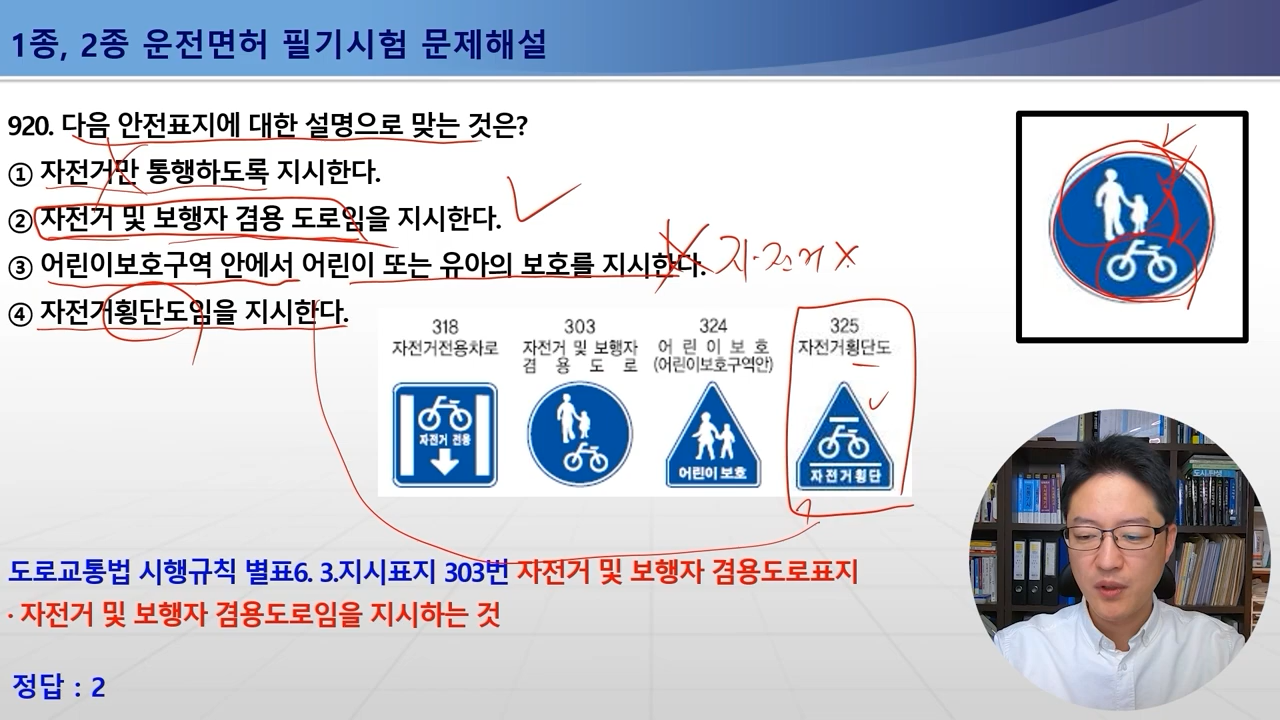 1종, 2종 운전면허 필기시험 문제해설
920. 다음 안전표지에 대한 설명으로 맞는 것은?
① 자전거만 통행하도록 지시한다.
② 자전거 및 보행자 겸용 도로임을 지시한다.
③ 어린이보호구역 안에서 어린이 또는 유아의 보호를 지시한다.
자전거 x
④ 자전거횡단도임을 지시한다.
318
자전거전용차로
자전거 전용
303
자전거 및 보행자
겸 용 도 로
324
어 린 이 보 호
(어린이보호구역안)
어린이 보호
325
자전거횡단도
자전거횡단
도로교통법 시행규칙 별표6. 3.지시표지 303번 자전거 및 보행자 겸용도로표지
· 자전거 및 보행자 겸용도로임을 지시하는 것
정답 : 2